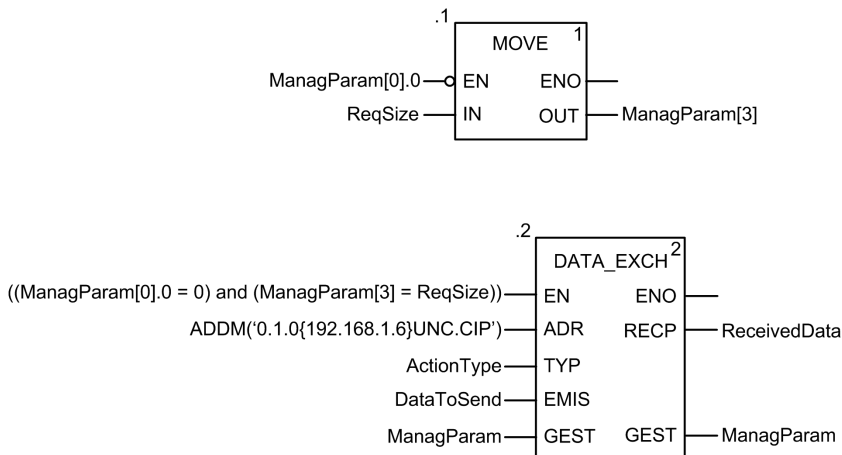 .1
MOVE 1
ManagParam[0].0 EN ENO
ReqSize IN OUT ManagParam[3]
.2
DATA_EXCH 2
((ManagParam[0].0 = 0) and (ManagParam[3] = ReqSize)) EN ENO
ADDM(‘0.1.0{192.168.1.6}UNC.CIP’) ADR RECP ReceivedData
ActionType TYP
DataToSend EMIS
ManagParam GEST GEST ManagParam